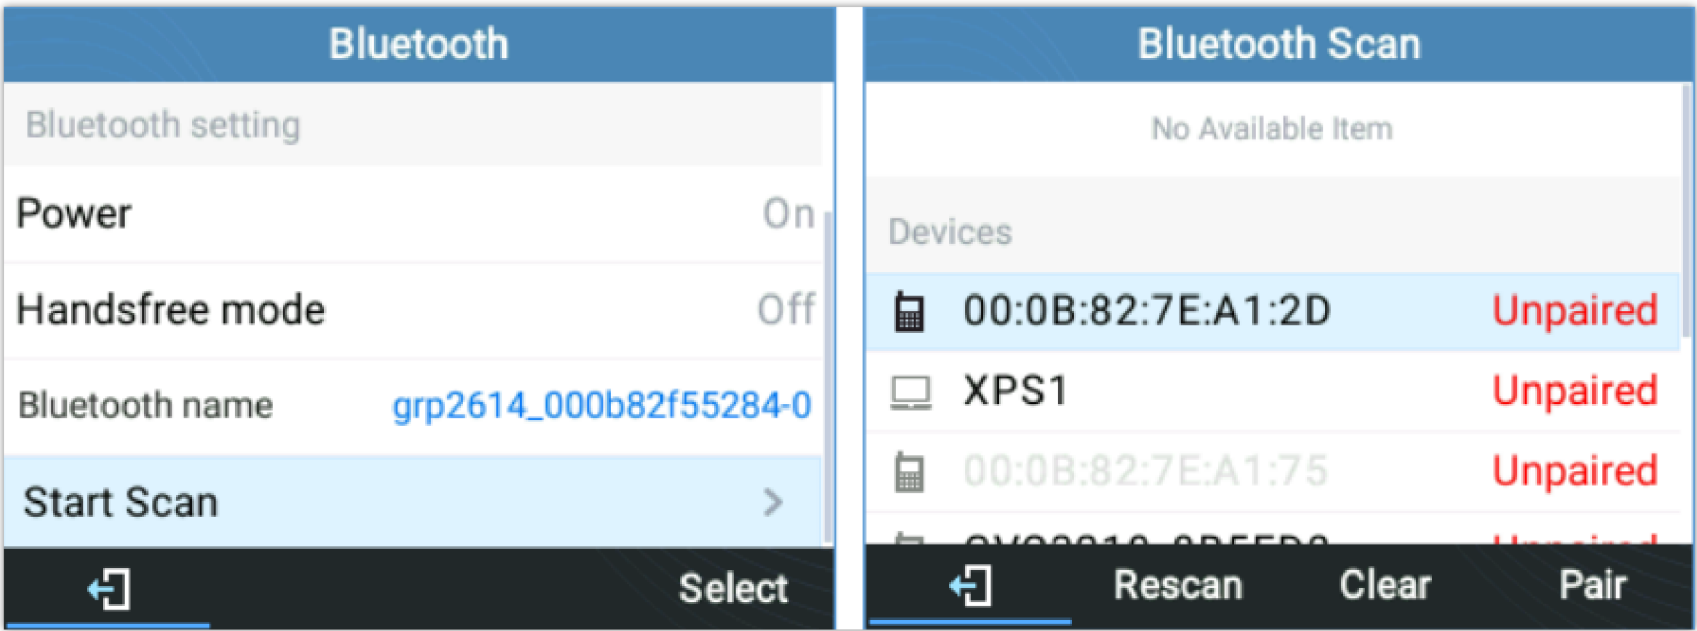 Bluetooth
Bluetooth setting
Power On
Handsfree mode Off
Bluetooth name grp2614_000b82f55284-0
Start Scan
Select
Bluetooth Scan
No Available Item
Devices
00:0B:82:7E:A1:2D Unpaired
XPS1 Unpaired
00:0B:82:7E:A1:75 Unpaired
Unpaired
Rescan Clear Pair